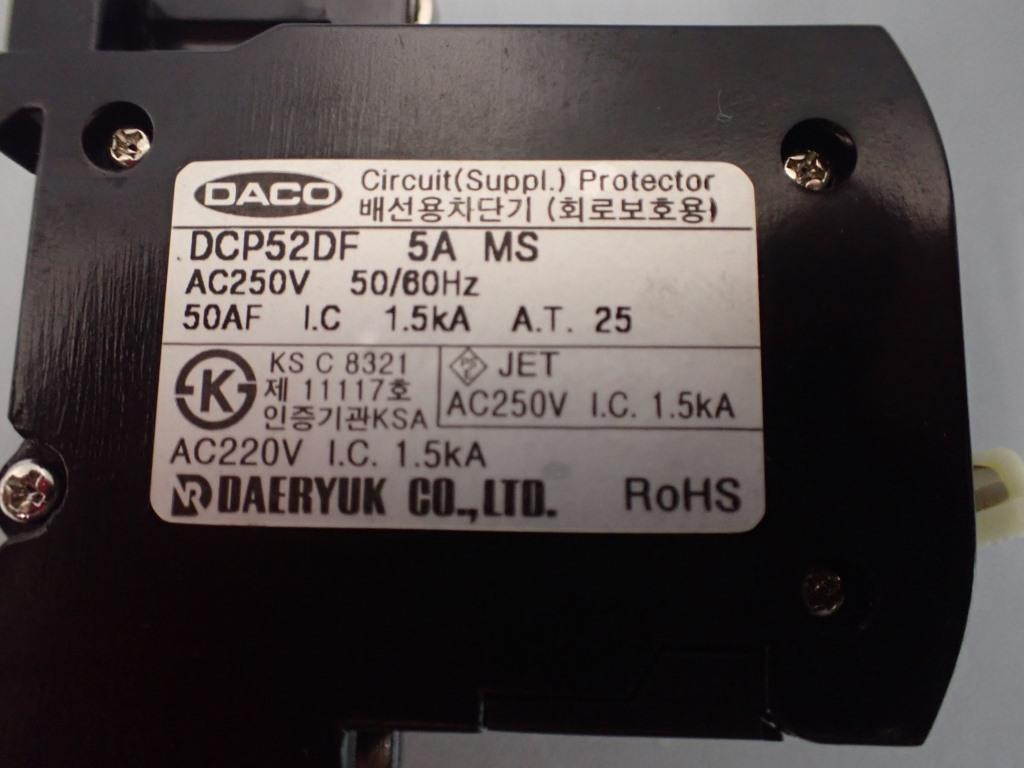 DACO
Circuit(Suppl.) Protector
배선용차단기 (회로보호용)
DCP52DF 5A MS
AC250V 50/60Hz
50AF I.C 1.5kA A.T. 25
K
KS C 8321
제 11117호
인증기관KSA
JET
AC250V I.C. 1.5kA
AC220V I.C. 1.5kA
DAERYUK CO.,LTD. RoHS